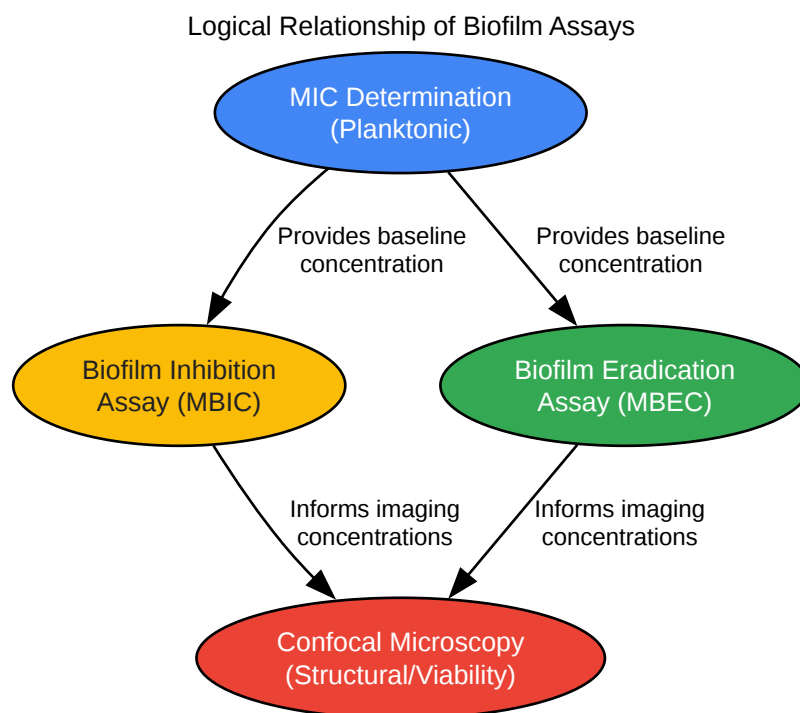 Logical Relationship of Biofilm Assays
MIC Determination
(Planktonic)
Provides baseline
concentration
Provides baseline
concentration
Biofilm Inhibition
Assay (MBIC)
Biofilm Eradication
Assay (MBEC)
Informs imaging
concentrations
Informs imaging
concentrations
Confocal Microscopy
(Structural/Viability)